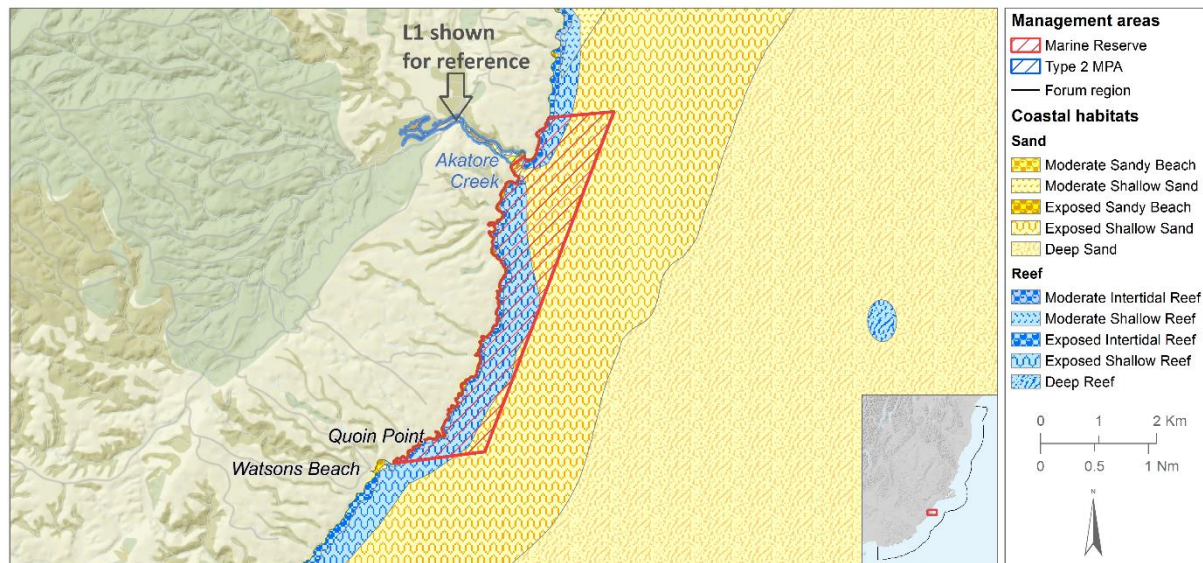 L1 shown
for reference
Akatore
Creek
Quoin Point
Watsons Beach
Management areas
Marine Reserve
Type 2 MPA
Forum region
Coastal habitats
Sand
Moderate Sandy Beach
Moderate Shallow Sand
Exposed Sandy Beach
Exposed Shallow Sand
Deep Sand
Reef
Moderate Intertidal Reef
Moderate Shallow Reef
Exposed Intertidal Reef
Exposed Shallow Reef
Deep Reef
0 1 2 Km
0 0.5 1 Nm
N